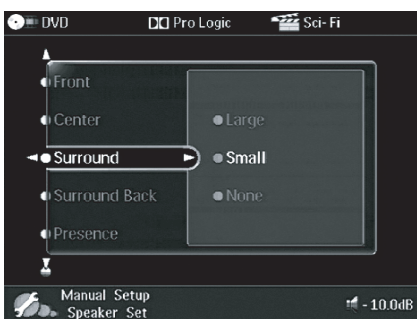 DVD Pro Logic Sci-Fi
Front
Center
Surround
Surround Back
Presence
Large
Small
None
Manual Setup
Speaker Set
-10.0dB